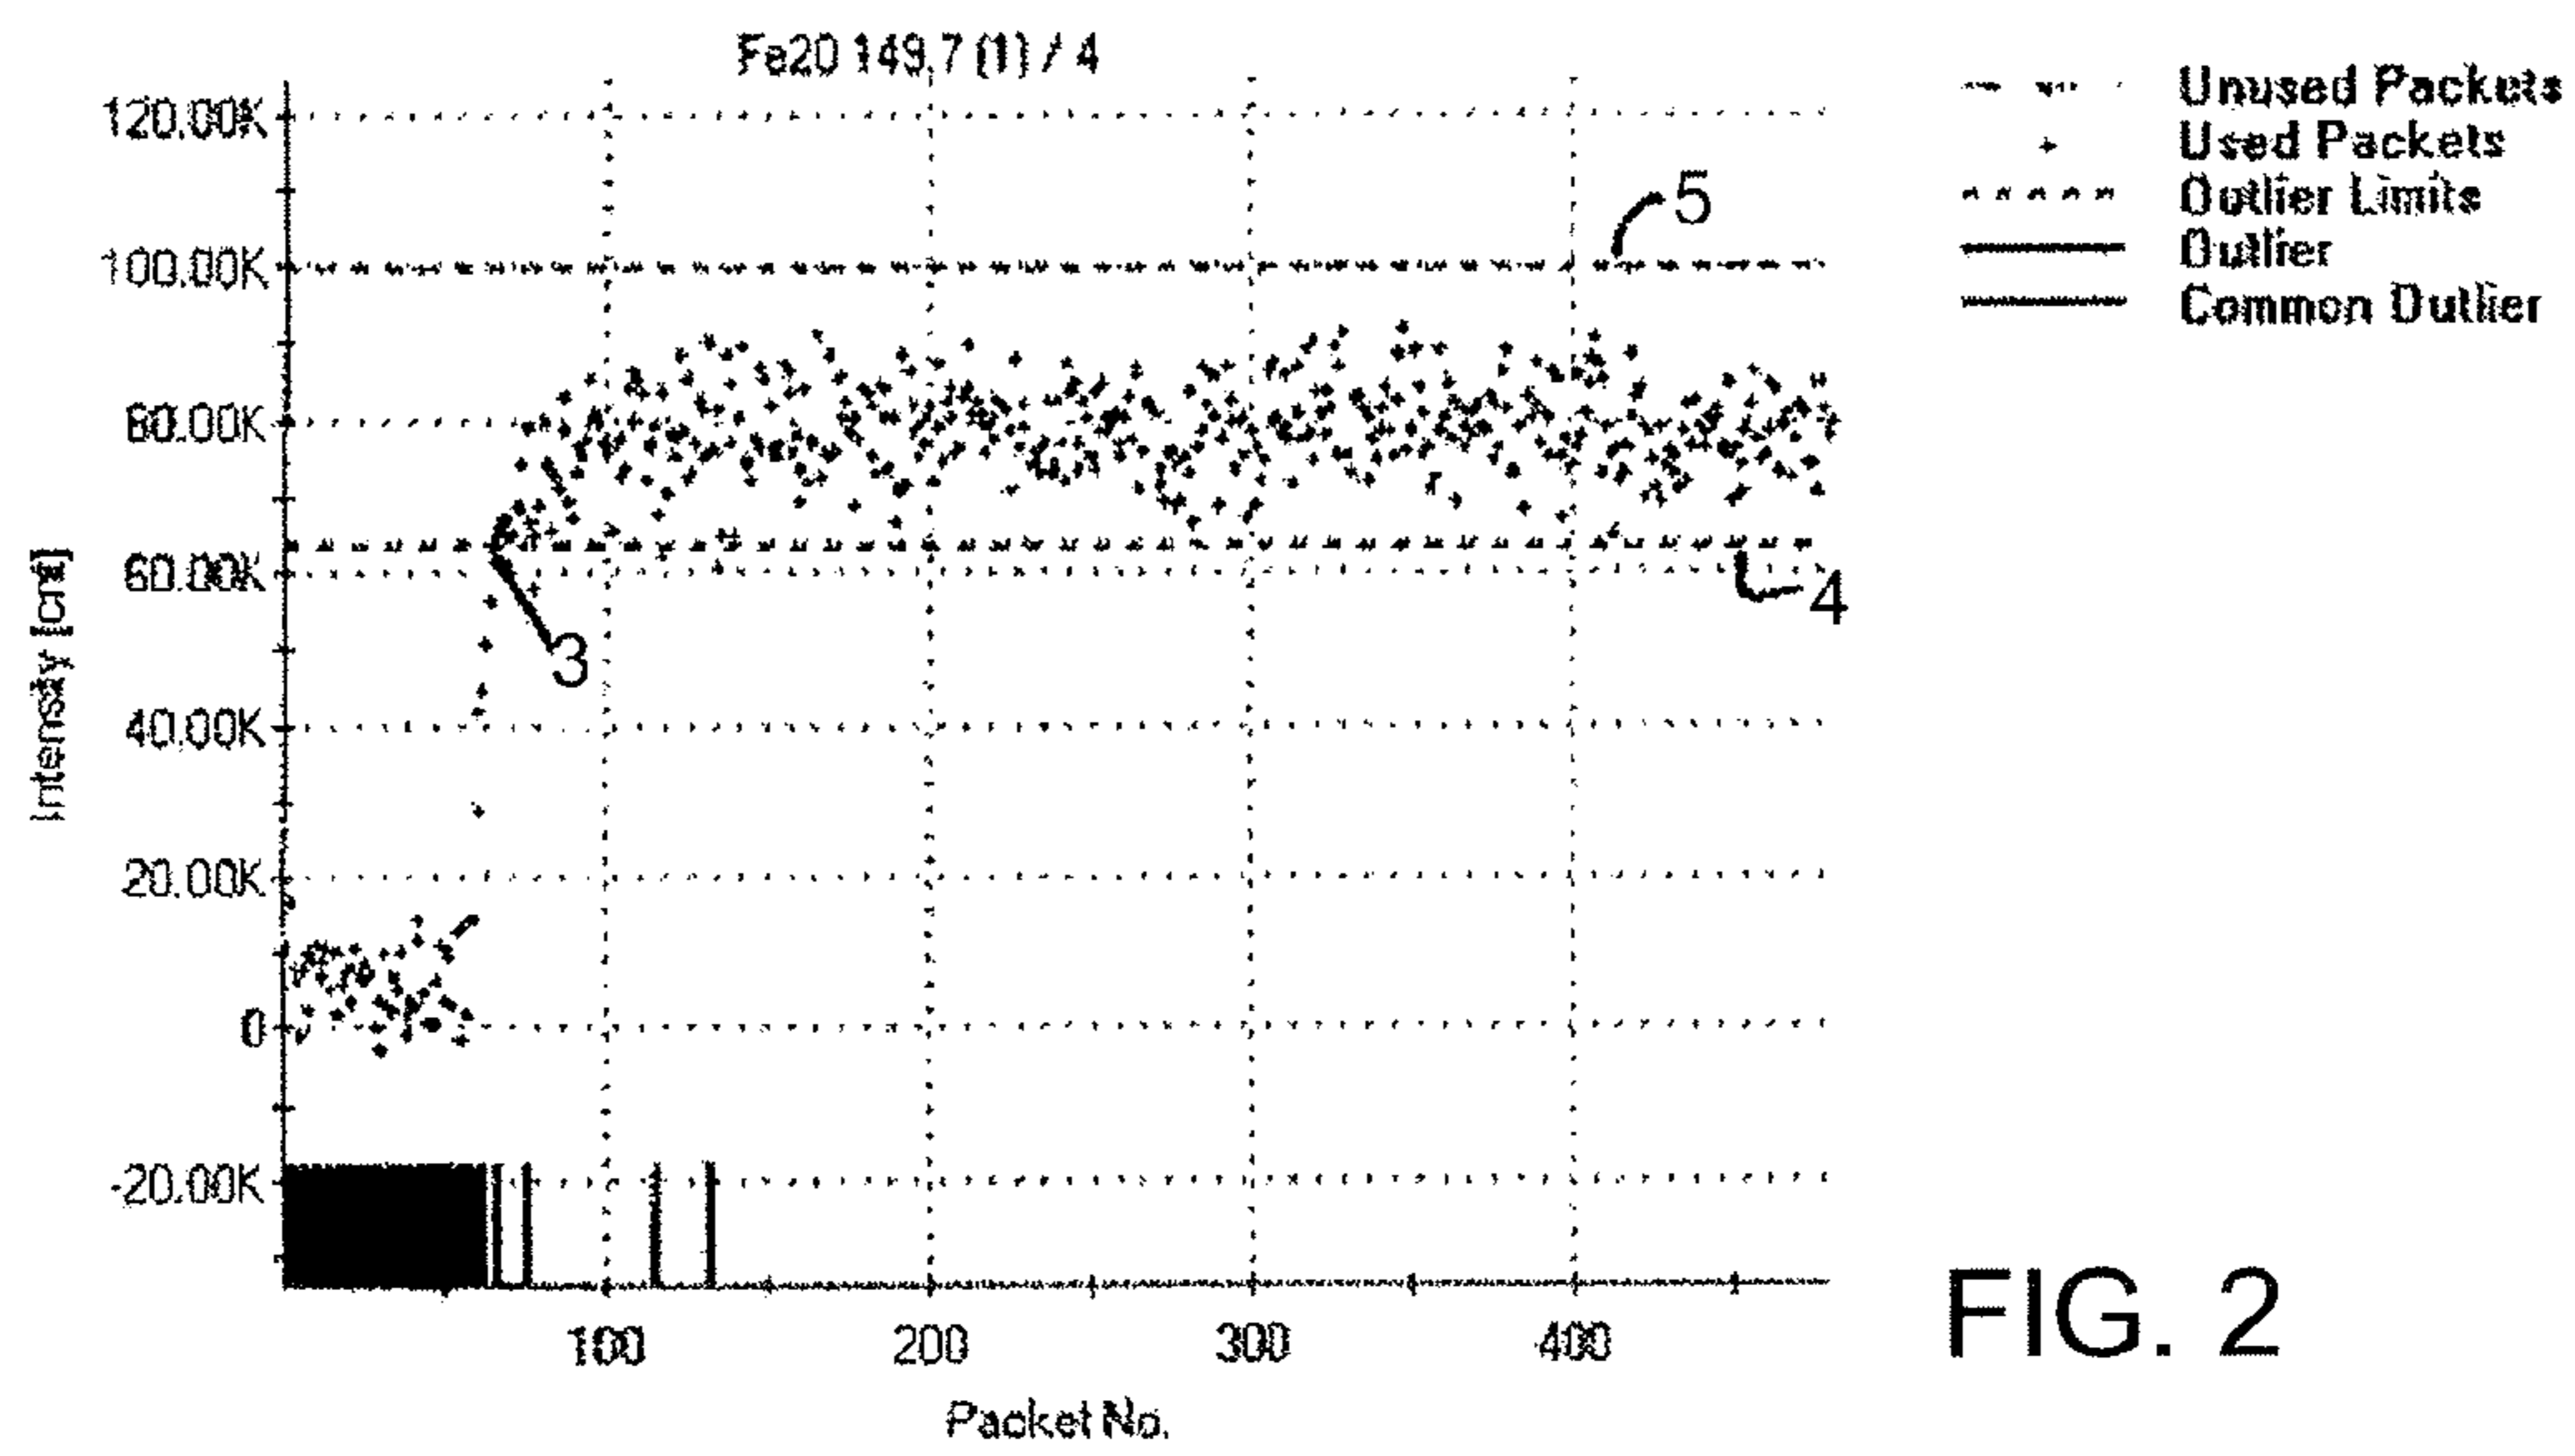 Fe20 149.7 (1) / 4
Unused Packets
Used Packets
Outlier Limits
Outlier
Common Outlier
120.00K
100.00K
80.00K
60.00K
40.00K
20.00K
0
-20.00K
5
4
3
Intensity [cnt]
100 200 300 400
Packet No.
FIG. 2